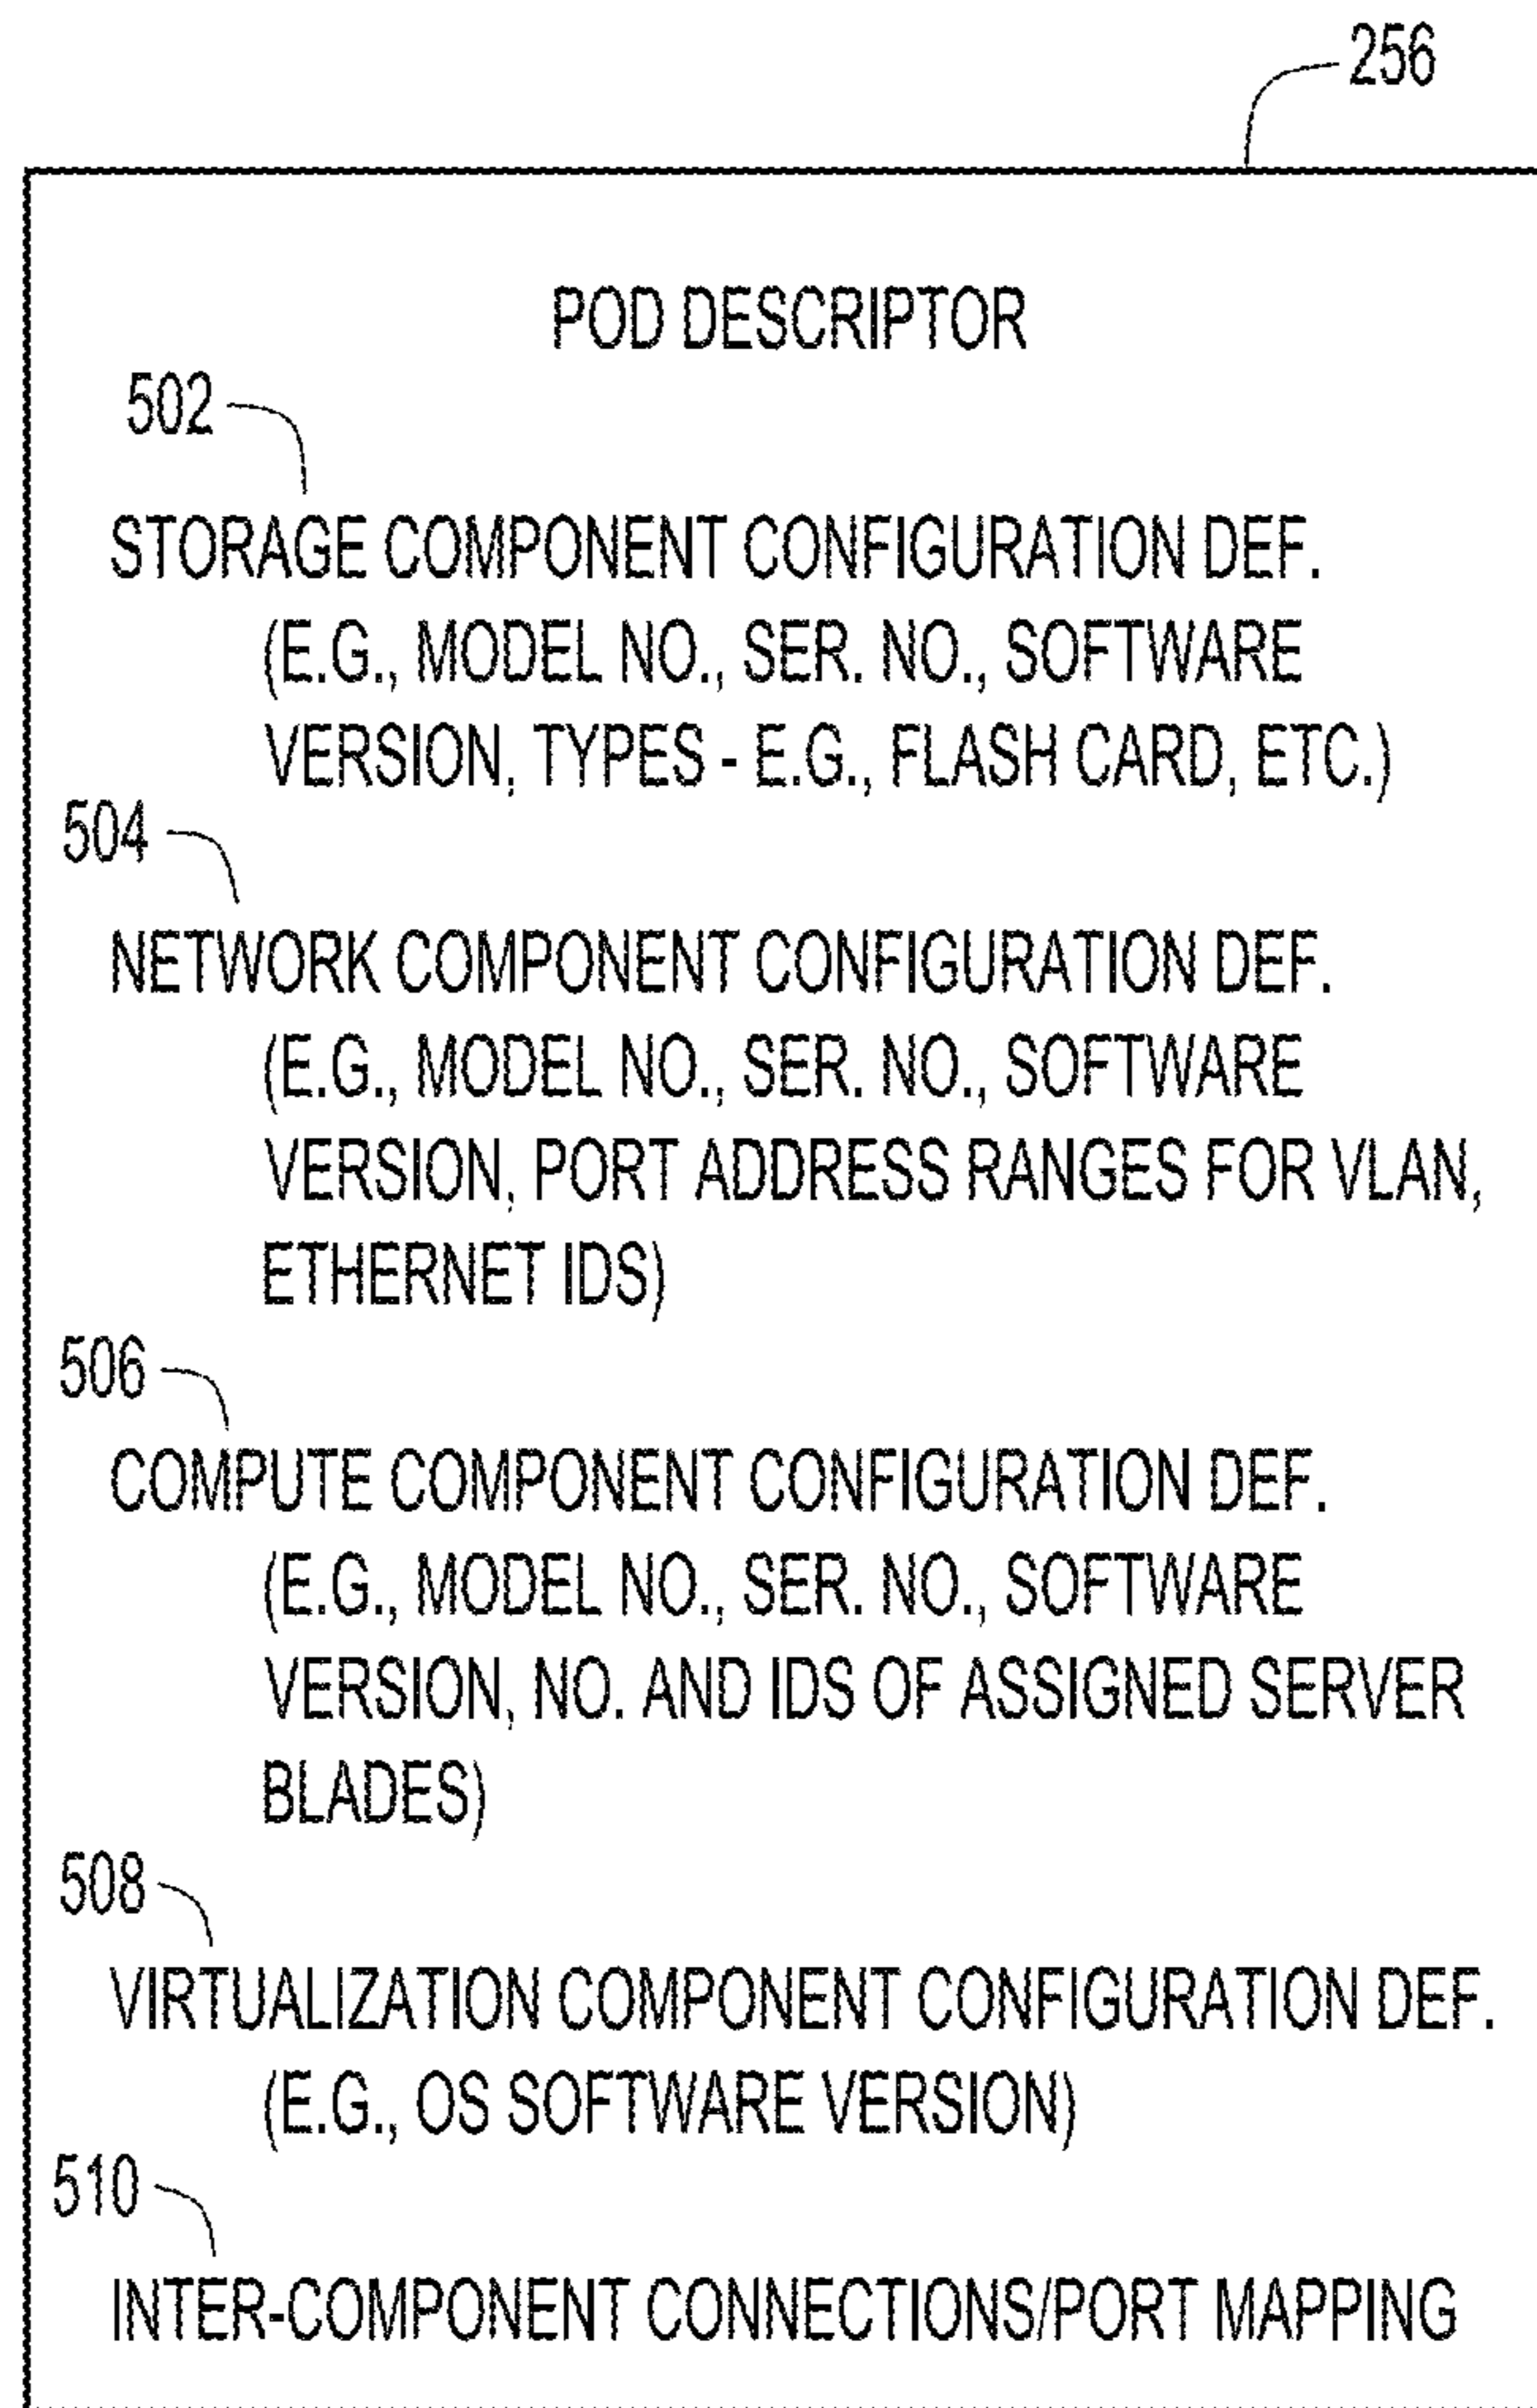 256
POD DESCRIPTOR
502
STORAGE COMPONENT CONFIGURATION DEF.
(E.G., MODEL NO., SER. NO., SOFTWARE
VERSION, TYPES - E.G., FLASH CARD, ETC.)
504
NETWORK COMPONENT CONFIGURATION DEF.
(E.G., MODEL NO., SER. NO., SOFTWARE
VERSION, PORT ADDRESS RANGES FOR VLAN,
ETHERNET IDS)
506
COMPUTE COMPONENT CONFIGURATION DEF.
(E.G., MODEL NO., SER. NO., SOFTWARE
VERSION, NO. AND IDS OF ASSIGNED SERVER
BLADES)
508
VIRTUALIZATION COMPONENT CONFIGURATION DEF.
(E.G., OS SOFTWARE VERSION)
510
INTER-COMPONENT CONNECTIONS/PORT MAPPING